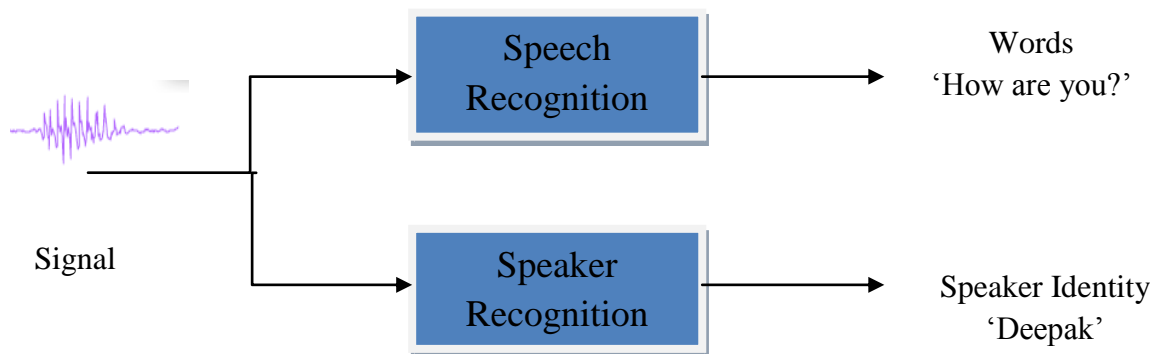 Signal
Speech
Recognition
Words
‘How are you?’
Speaker
Recognition
Speaker Identity
‘Deepak’